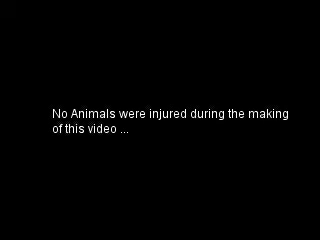 No Animals were injured during the making
of this video ...